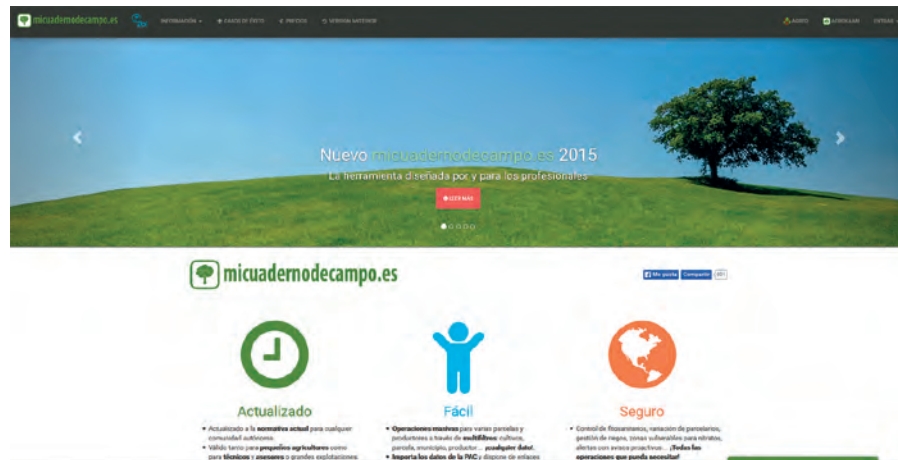 micuadernodecampo.es
INFORMACIÓN
CASOS DE ÉXITO
PRECIOS
VERSIÓN ANTERIOR
EXTRAS
Nuevo micuadernodecampo.es 2015
La herramienta diseñada por y para los profesionales
LEER MÁS
micuadernodecampo.es
Me gusta Compartir
Actualizado
Fácil
Seguro
• Actualizado a la normativa actual para cualquier
comunidad autónoma.
• Válido tanto para pequeños agricultores como
para técnicos y asesores o grandes explotaciones.
• Operaciones masivas para varias parcelas y
productores a través de multifiltros: cultivos,
parcela, municipio, productor... ¡cualquier dato!.
• Importa los datos de la PAC y dispone de enlaces
• Control de fitosanitarios, variación de parcelarios,
gestión de riegos, zonas vulnerables para nitratos,
alertas con avisos proactivos... ¡Todas las
operaciones que pueda necesitar!